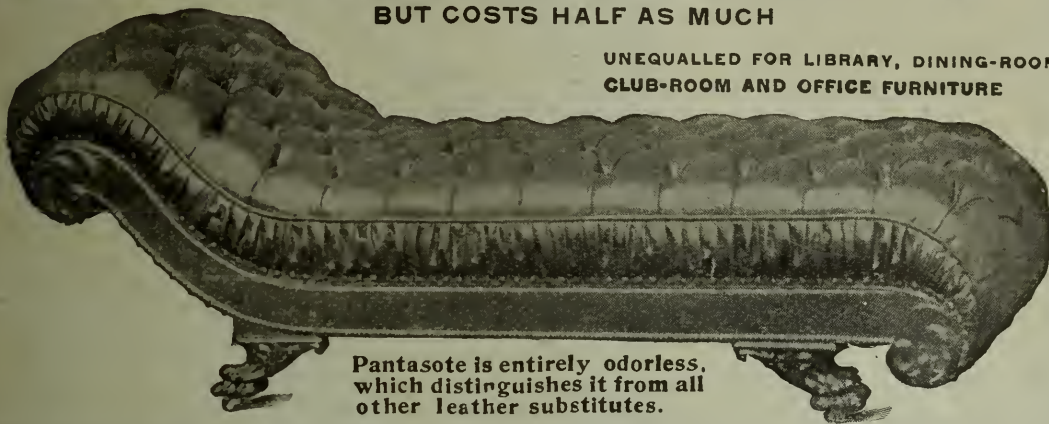 BUT COSTS HALF AS MUCH
UNEQUALLED FOR LIBRARY, DINING-ROOM
CLUB-ROOM AND OFFICE FURNITURE
Pantasote is entirely odorless,
which distinguishes it from all
other leather substitutes.